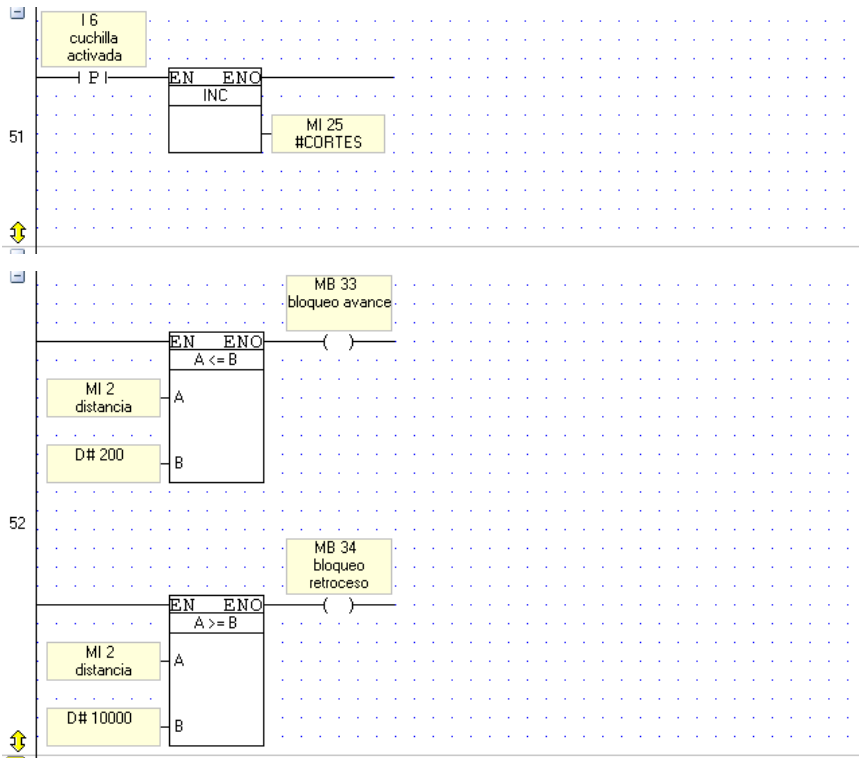 I 6
cuchilla
activada
P
EN ENO
INC
MI 25
#CORTES
51
MB 33
bloqueo avance
EN ENO
A <= B
MI 2
distancia
A
D# 200
B
52
MB 34
bloqueo
retroceso
EN ENO
A >= B
MI 2
distancia
A
D# 10000
B